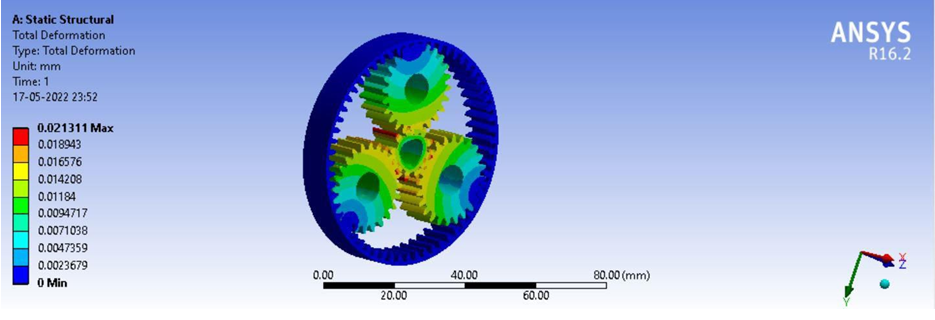 A: Static Structural
Total Deformation
Type: Total Deformation
Unit: mm
Time: 1
17-05-2022 23:52
ANSYS
R16.2
0.021311 Max
0.018943
0.016576
0.014208
0.01184
0.0094717
0.0071038
0.0047359
0.0023679
0 Min
0.00 40.00 80.00 (mm)
20.00 60.00
X
Z
Y